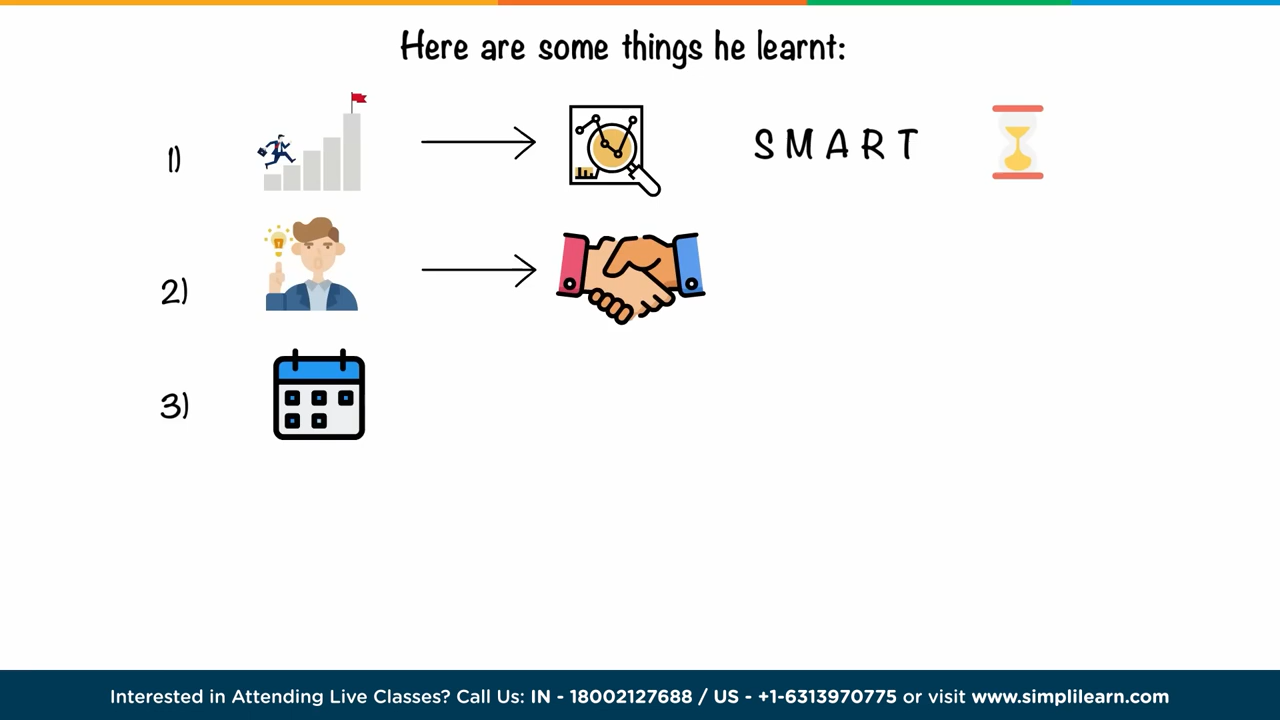 Here are some things he learnt:
1)
S M A R T
2)
3)
Interested in Attending Live Classes? Call Us: IN - 18002127688 / US - +1-6313970775 or visit www.simplilearn.com